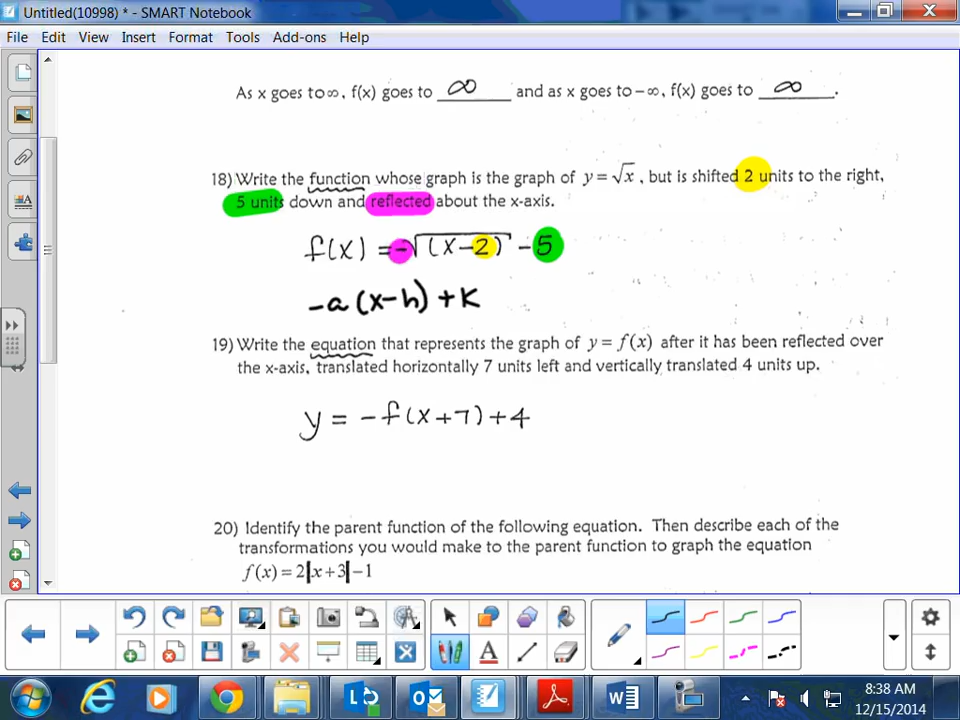 Untitled(10998) * - SMART Notebook
File Edit View Insert Format Tools Add-ons Help
As x goes to ∞, f(x) goes to ∞ and as x goes to −∞, f(x) goes to ∞.
18) Write the function whose graph is the graph of y = √x, but is shifted 2 units to the right,
5 units down and reflected about the x-axis.
f(x) = -√(x-2) - 5
-a(x-h)+k
19) Write the equation that represents the graph of y = f(x) after it has been reflected over
the x-axis, translated horizontally 7 units left and vertically translated 4 units up.
y = -f(x+7)+4
20) Identify the parent function of the following equation. Then describe each of the
transformations you would make to the parent function to graph the equation
f(x) = 2|x+3|−1
8:38 AM
12/15/2014